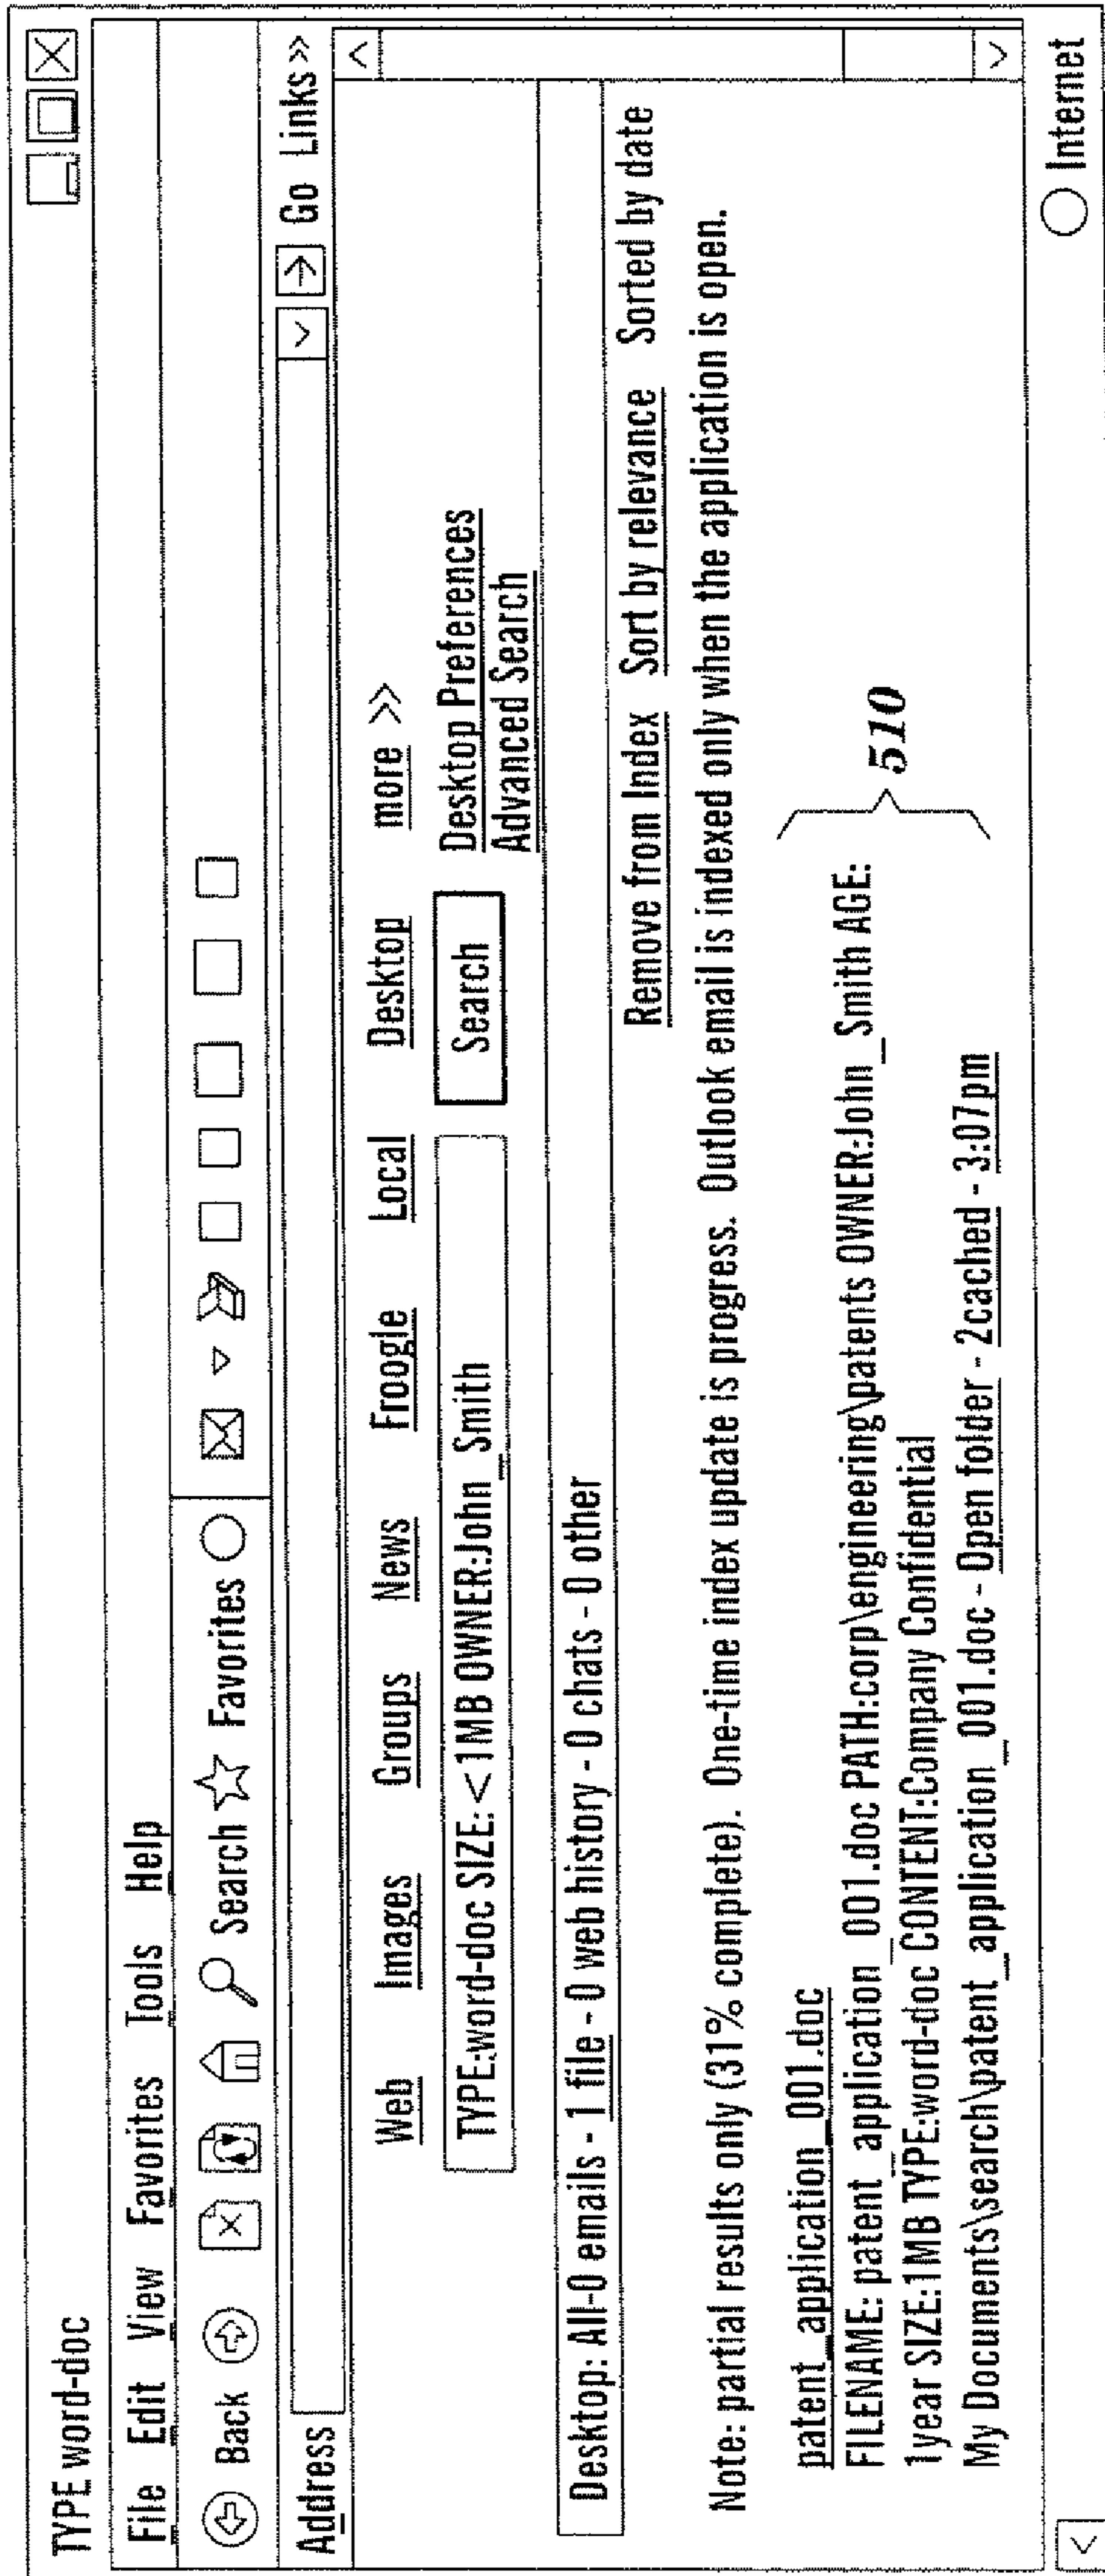 TYPE word-doc
File Edit View Favorites Tools Help
Back Search Favorites
Address Go Links >>
Web Images Groups News Froogle Local Desktop more >>
TYPE:word-doc SIZE: < 1MB OWNER:John_Smith Search Desktop Preferences
Advanced Search
Desktop: All-0 emails - 1 file - 0 web history - 0 chats - 0 other
Remove from Index Sort by relevance Sorted by date
Note: partial results only (31% complete). One-time index update is progress. Outlook email is indexed only when the application is open.
patent_application_001.doc
FILENAME: patent_application_001.doc PATH:corp\engineering\patents OWNER:John_Smith AGE:
1year SIZE:1MB TYPE:word-doc CONTENT:Company Confidential
My Documents\search\patent_application_001.doc - Open folder - 2cached - 3:07pm
510
Internet